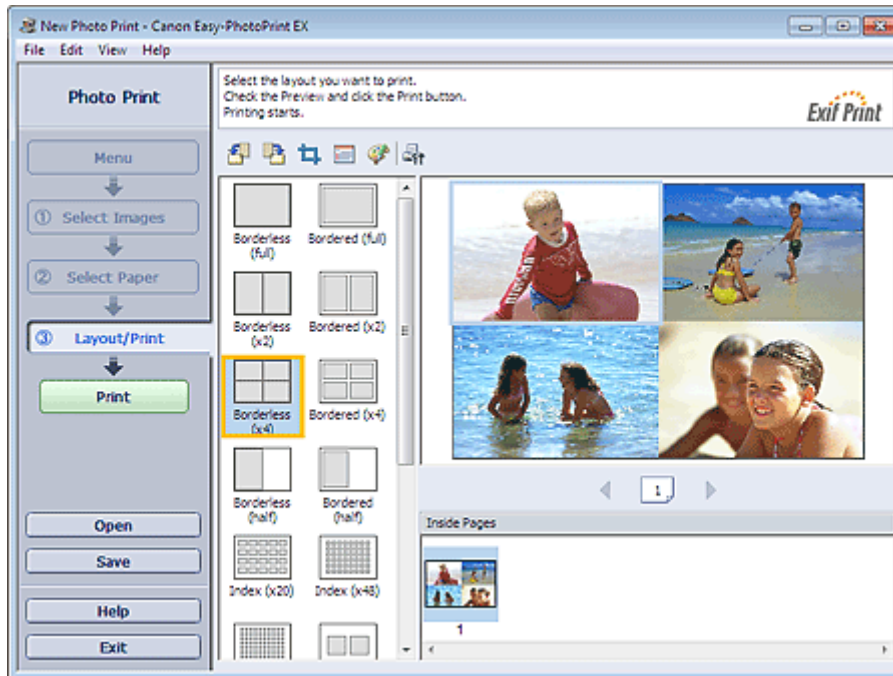 New Photo Print - Canon Easy-PhotoPrint EX
File Edit View Help
Photo Print
Select the layout you want to print.
Check the Preview and click the Print button.
Printing starts.
Exif Print
Menu
① Select Images
② Select Paper
③ Layout/Print
Print
Open
Save
Help
Exit
Borderless
(full)
Bordered (full)
Borderless
(x2)
Bordered (x2)
Borderless
(x4)
Bordered (x4)
Borderless
(half)
Bordered
(half)
Index (x20)
Index (x48)
1
Inside Pages
1